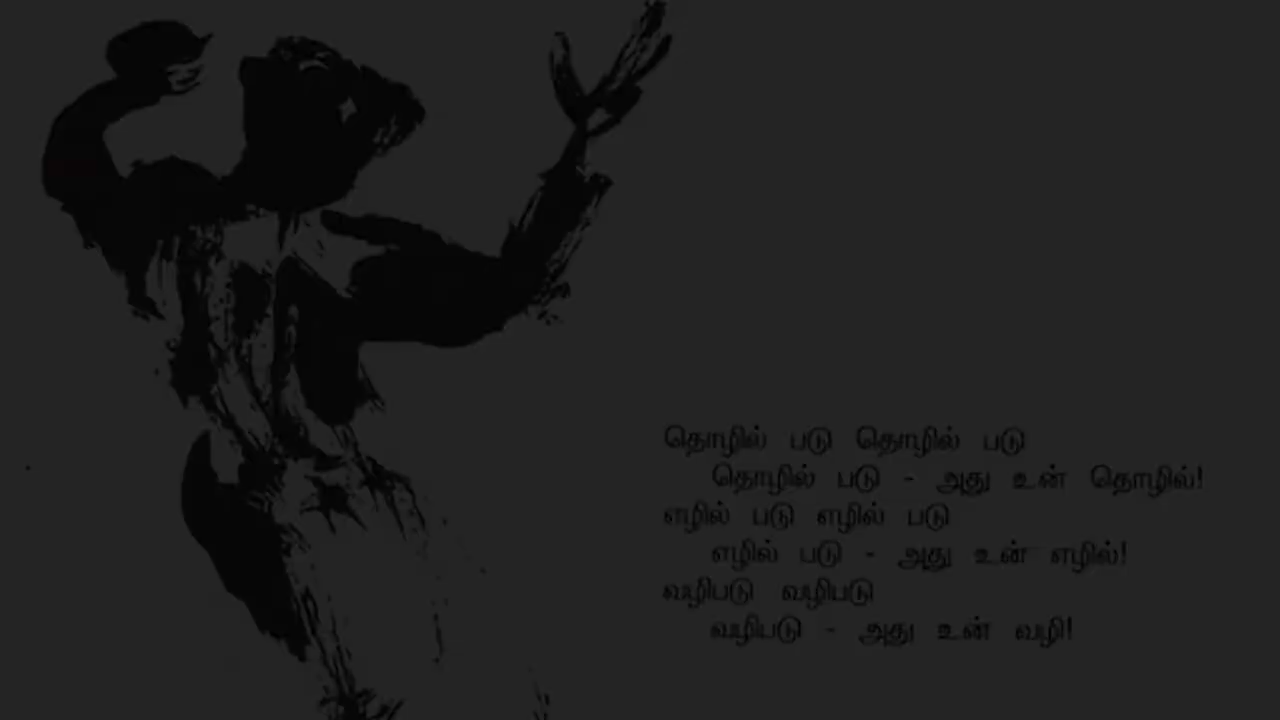 தொழில் படு தொழில் படு
தொழில் படு - அது உன் தொழில்!
எழில் படு எழில் படு
எழில் படு - அது உன் எழில்!
வழிபடு வழிபடு
வழிபடு - அது உன் வழி!